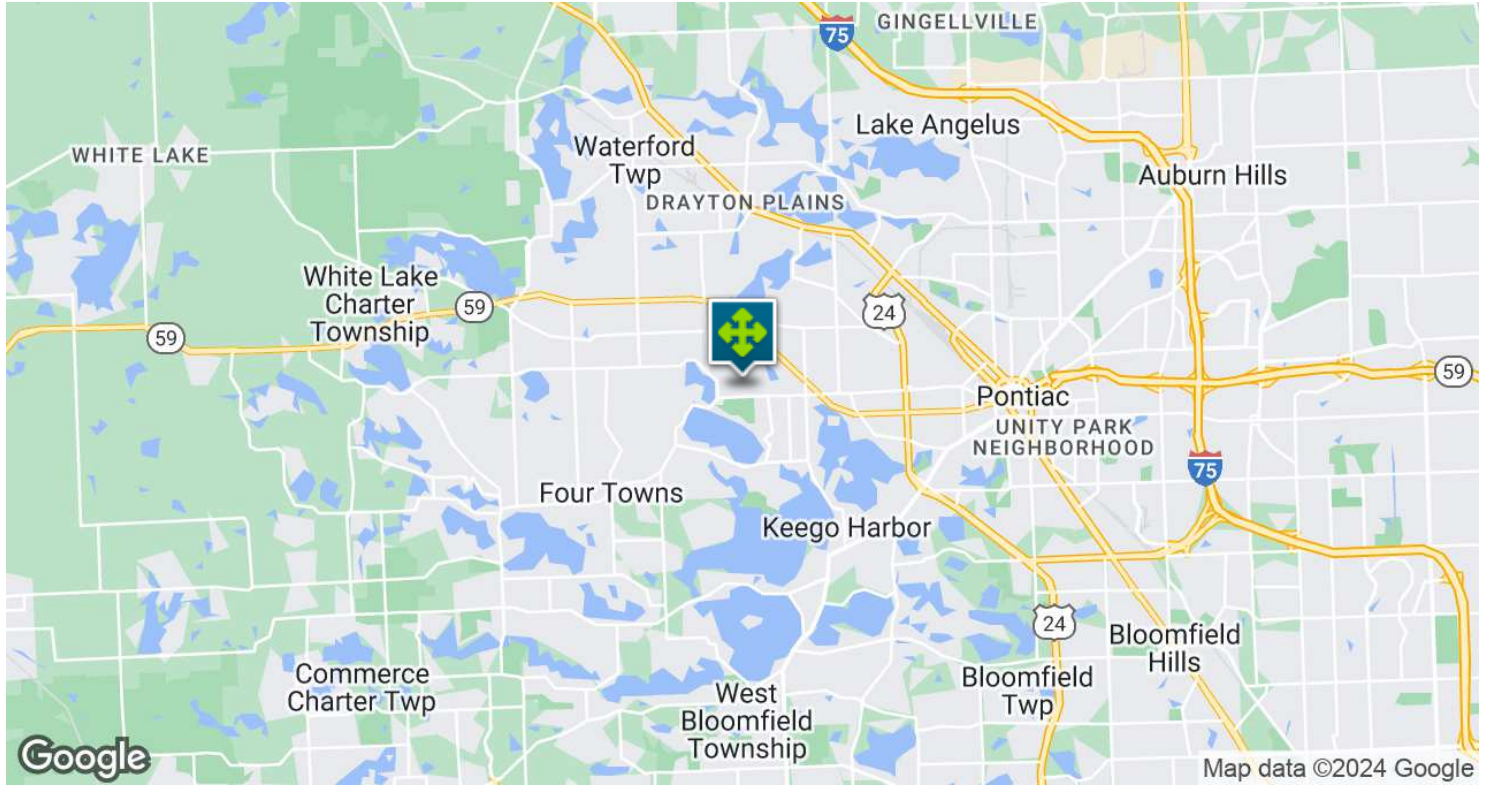 GINGELLVILLE
75
Lake Angelus
Waterford
Twp
WHITE LAKE
Auburn Hills
DRAYTON PLAINS
White Lake
Charter
Township
59
24
59
59
Pontiac
UNITY PARK
NEIGHBORHOOD
75
Four Towns
Keego Harbor
24
Bloomfield
Hills
Commerce
Charter Twp
West
Bloomfield
Township
Bloomfield
Twp
Google
Map data ©2024 Google